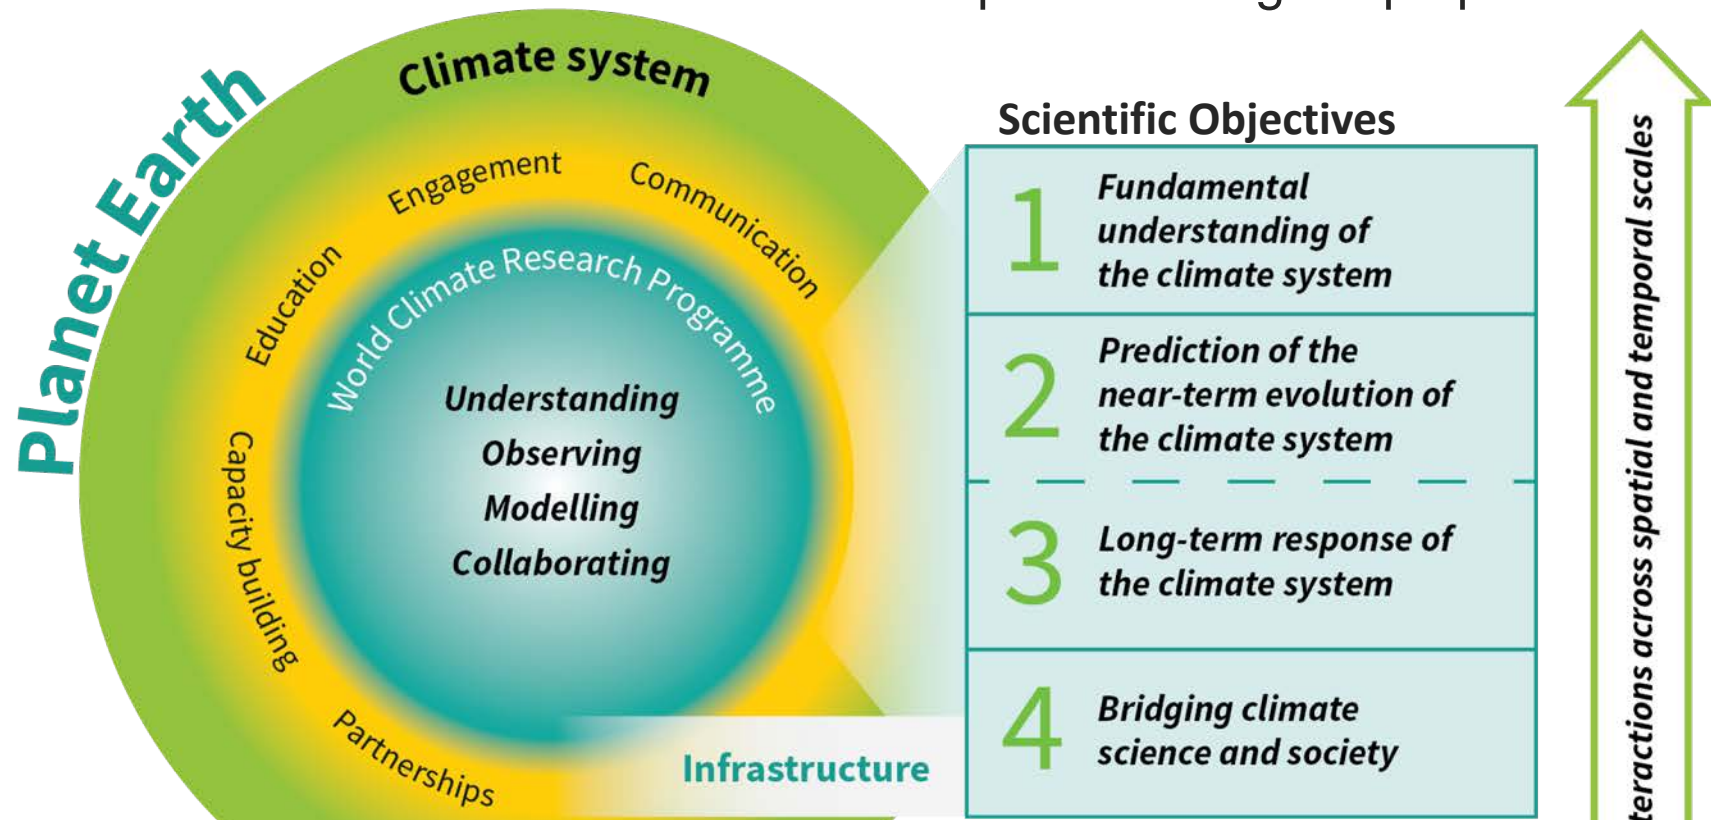 Planet Earth
Climate system
Engagement
Communication
Education
Capacity building
Partnerships
World Climate Research Programme
Understanding
Observing
Modelling
Collaborating
Infrastructure
Scientific Objectives
1
Fundamental
understanding of
the climate system
2
Prediction of the
near-term evolution of
the climate system
3
Long-term response of
the climate system
4
Bridging climate
science and society
teractions across spatial and temporal scales